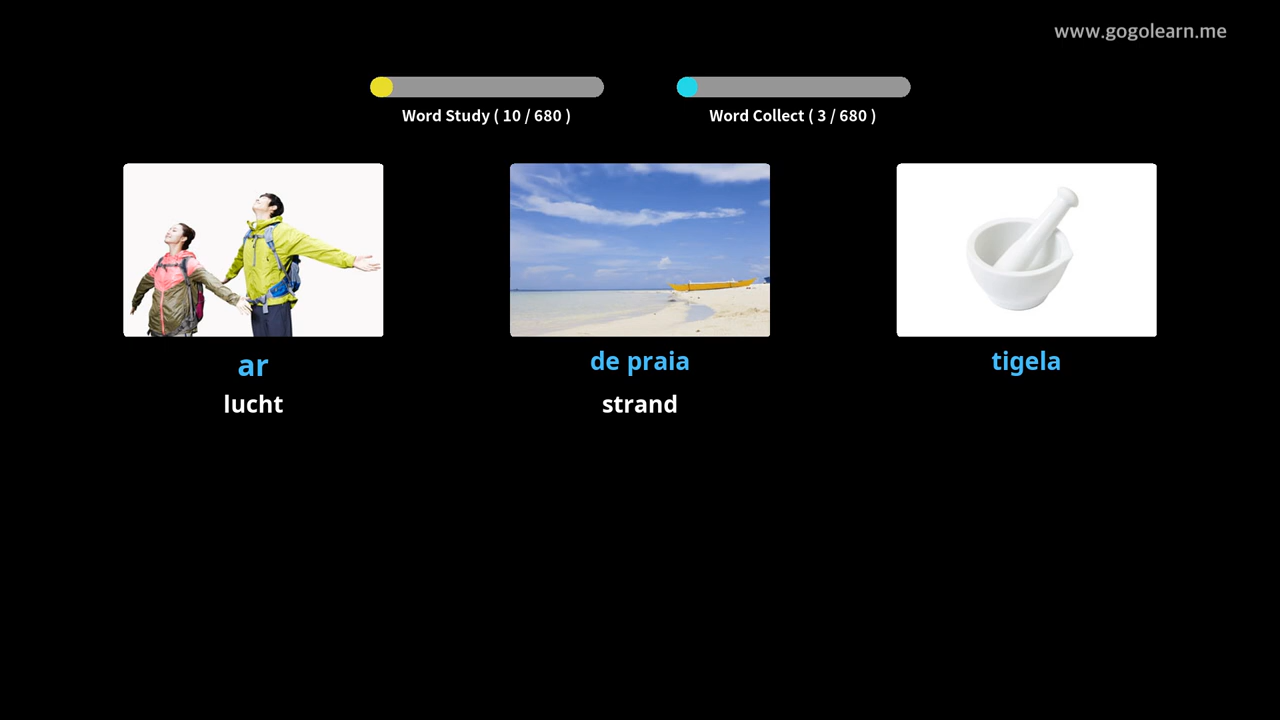 www.gogolearn.me
Word Study ( 10 / 680 )
Word Collect ( 3 / 680 )
ar
de praia
tigela
lucht
strand